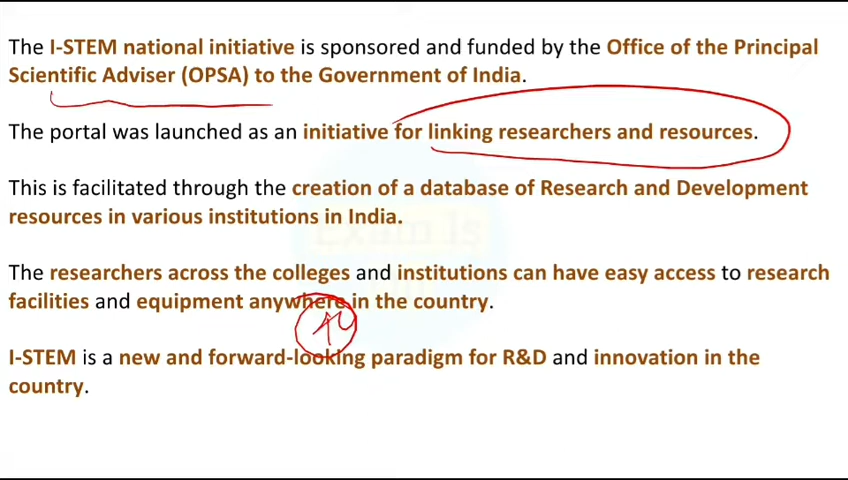 The I-STEM national initiative is sponsored and funded by the Office of the Principal
Scientific Adviser (OPSA) to the Government of India.
The portal was launched as an initiative for linking researchers and resources.
This is facilitated through the creation of a database of Research and Development
resources in various institutions in India.
Exam Is
The researchers across the colleges and institutions can have easy access to research
facilities and equipment anywhere in the country.
I-STEM is a new and forward-looking paradigm for R&D and innovation in the
country.